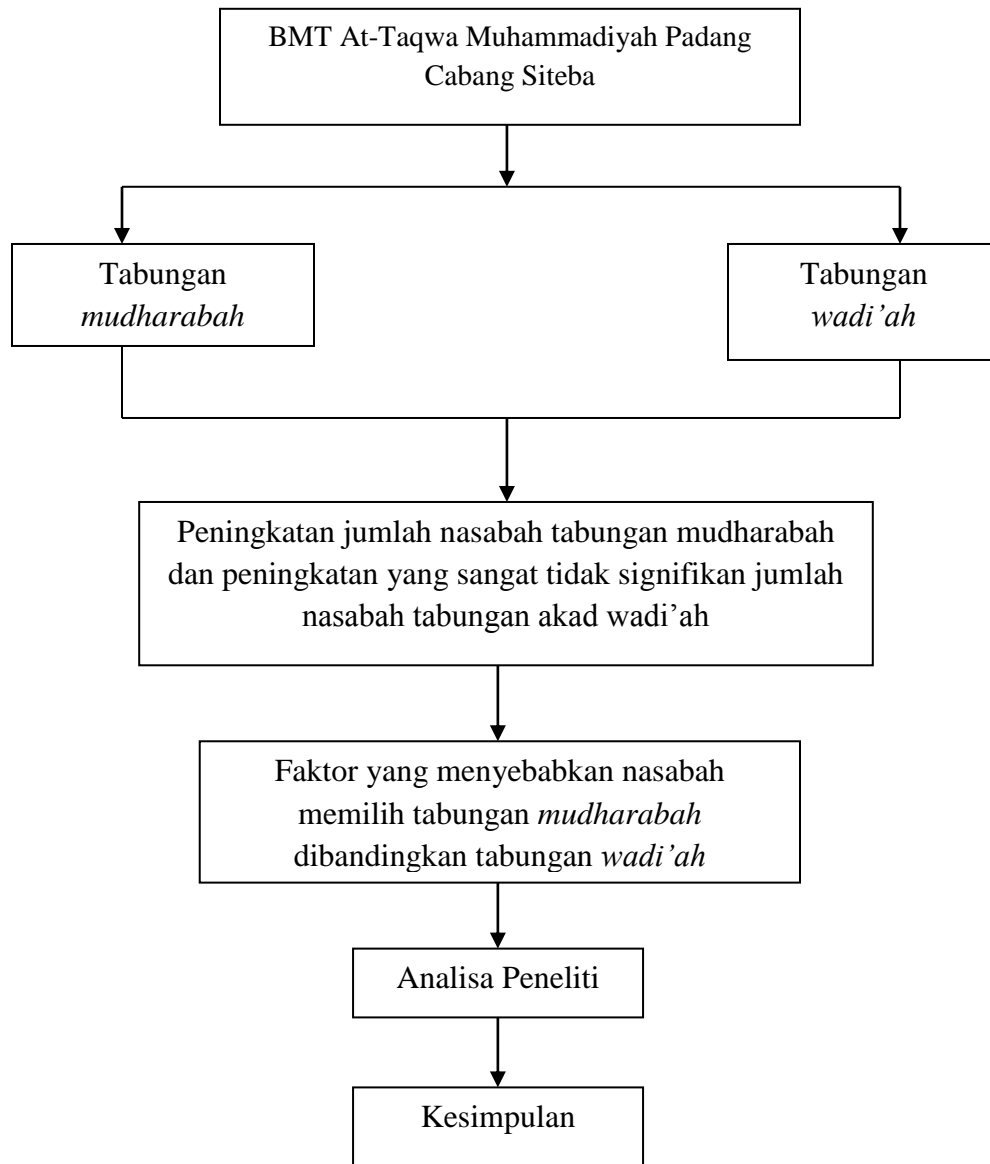 BMT At-Taqwa Muhammadiyah Padang
Cabang Siteba
Tabungan
mudharabah
Tabungan
wadi’ah
Peningkatan jumlah nasabah tabungan mudharabah
dan peningkatan yang sangat tidak signifikan jumlah
nasabah tabungan akad wadi’ah
Faktor yang menyebabkan nasabah
memilih tabungan mudharabah
dibandingkan tabungan wadi’ah
Analisa Peneliti
Kesimpulan